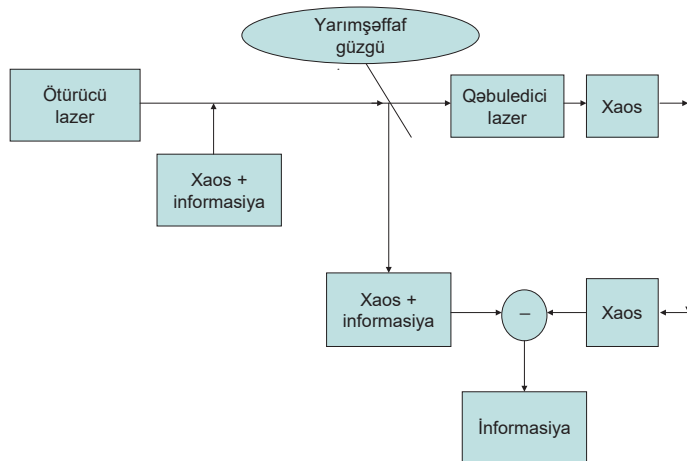 Yarımşəffaf
güzgü
Ötürücü
lazer
Qəbuledici
lazer
Xaos
Xaos +
informasiya
Xaos +
informasiya
–
Xaos
İnformasiya